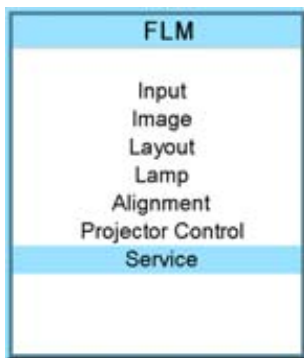 FLM
Input
Image
Layout
Lamp
Alignment
Projector Control
Service